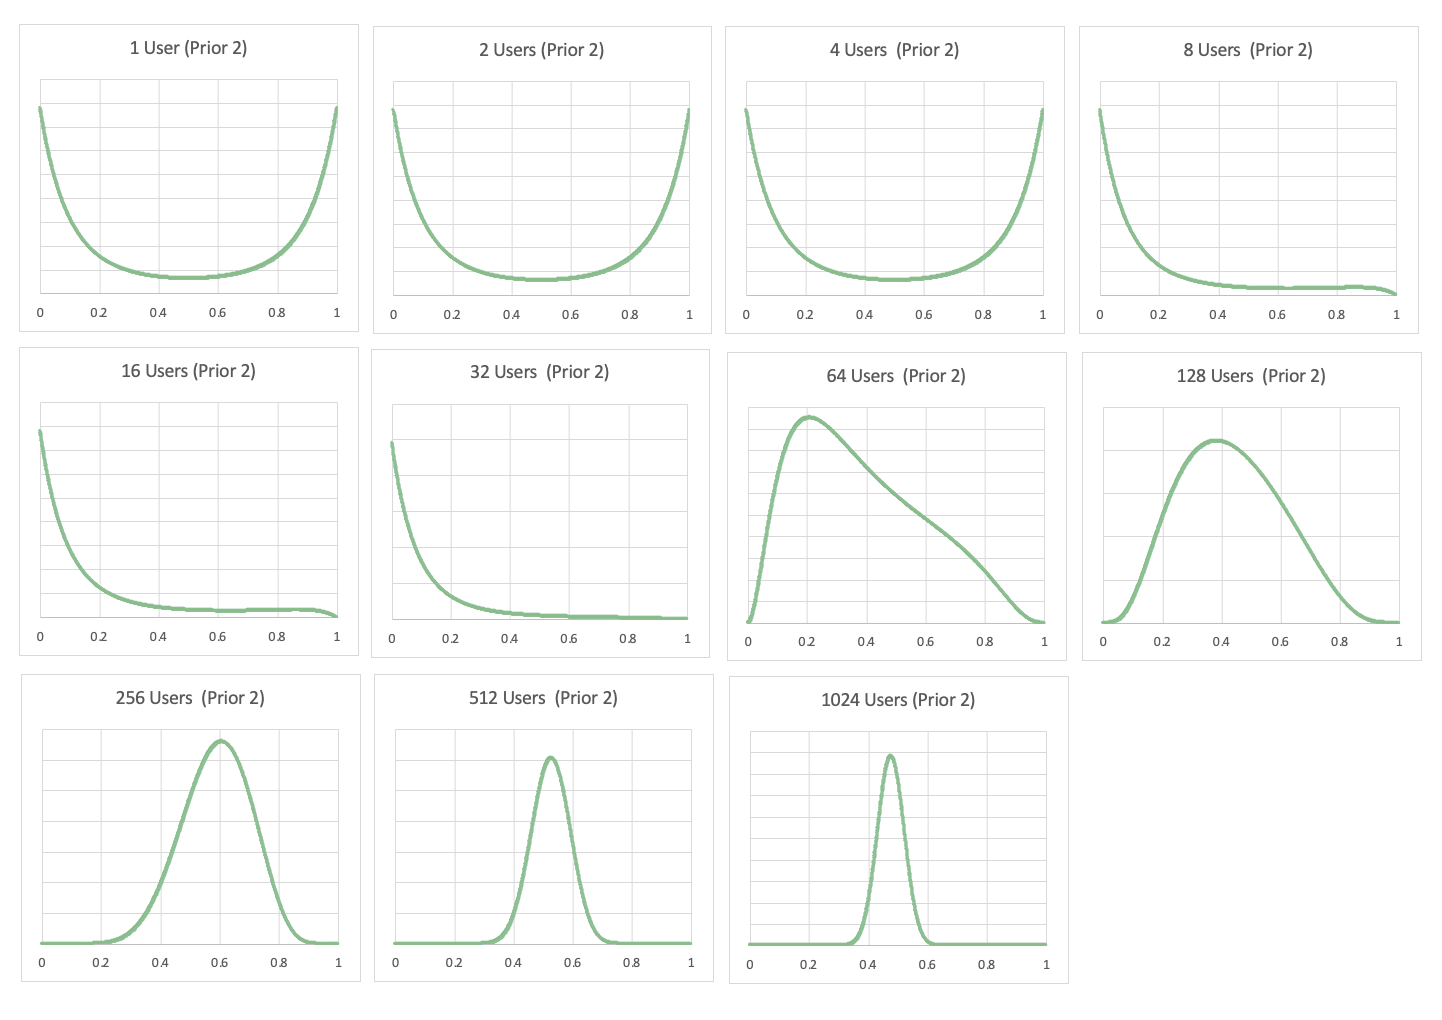 1 User (Prior 2)
0 0.2 0.4 0.6 0.8 1
2 Users (Prior 2)
0 0.2 0.4 0.6 0.8 1
4 Users  (Prior 2)
0 0.2 0.4 0.6 0.8 1
8 Users  (Prior 2)
0 0.2 0.4 0.6 0.8 1
16 Users (Prior 2)
0 0.2 0.4 0.6 0.8 1
32 Users  (Prior 2)
0 0.2 0.4 0.6 0.8 1
64 Users  (Prior 2)
0 0.2 0.4 0.6 0.8 1
128 Users  (Prior 2)
0 0.2 0.4 0.6 0.8 1
256 Users  (Prior 2)
0 0.2 0.4 0.6 0.8 1
512 Users  (Prior 2)
0 0.2 0.4 0.6 0.8 1
1024 Users (Prior 2)
0 0.2 0.4 0.6 0.8 1